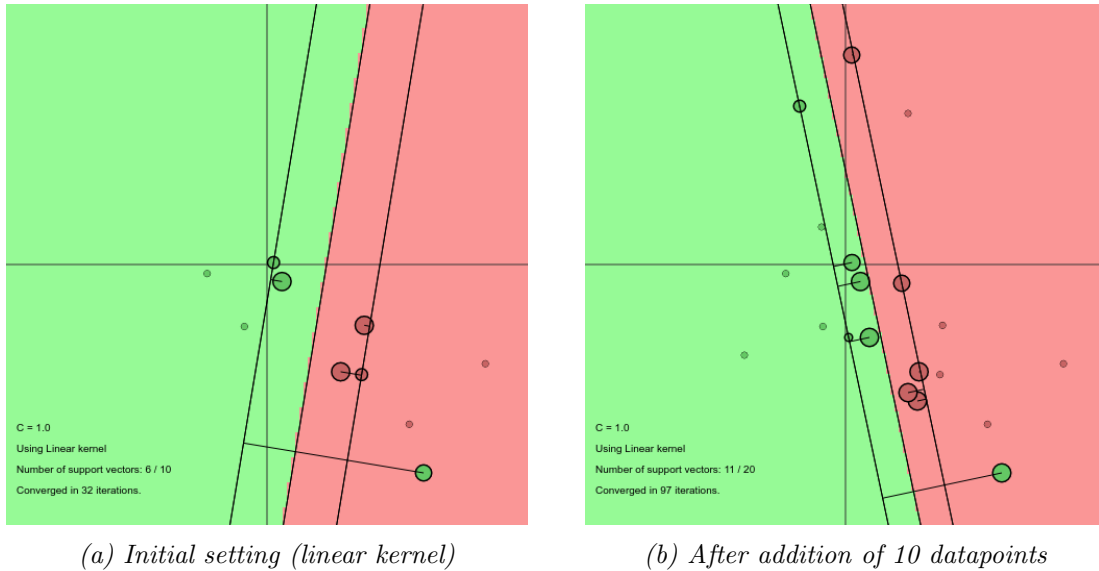 C = 1.0
Using Linear kernel
Number of support vectors: 6 / 10
Converged in 32 iterations.
(a) Initial setting (linear kernel)
C = 1.0
Using Linear kernel
Number of support vectors: 11 / 20
Converged in 97 iterations.
(b) After addition of 10 datapoints